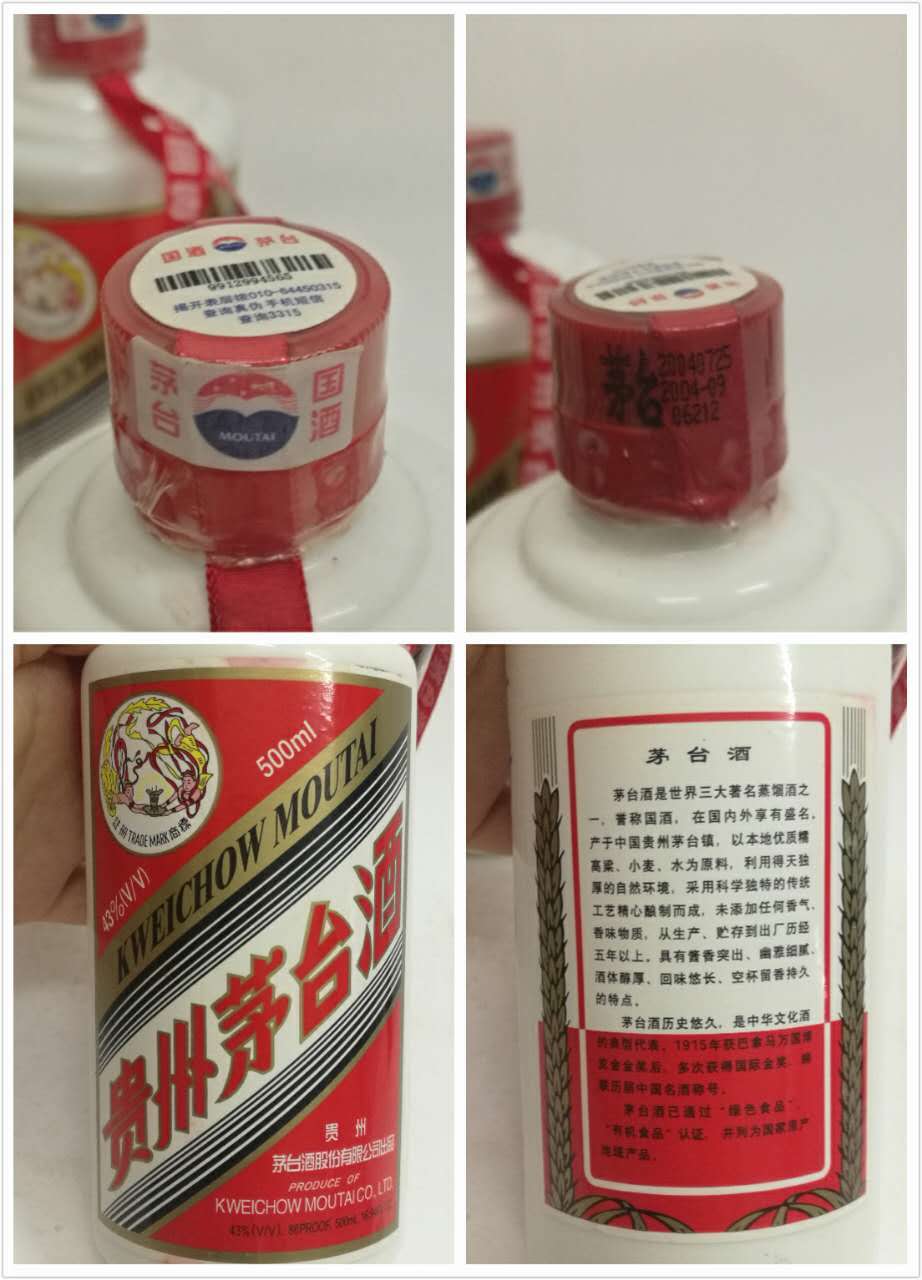 国酒 茅台
9912994565
揭开表层拨010-64450315
查询真伪 手机短信
查询3315
茅台 国酒
MOUTAI
茅台
20040725
2004-09
06212
500ml
注册 TRADE MARK 商標
43%(V/V)
KWEICHOW MOUTAI
贵州茅台酒
贵州
茅台酒股份有限公司出品
PRODUCE OF
KWEICHOW MOUTAI CO., LTD.
43% (V/V), 86PROOF, 500ml,
茅台酒
茅台酒是世界三大著名蒸馏酒之
一，誉称国酒，在国内外享有盛名。
产于中国贵州茅台镇，以本地优质糯
高粱、小麦、水为原料，利用得天独
厚的自然环境，采用科学独特的传统
工艺精心酿制而成，未添加任何香气、
香味物质，从生产、贮存到出厂历经
五年以上。具有酱香突出、幽雅细腻、
酒体醇厚、回味悠长、空杯留香持久
的特点。
茅台酒历史悠久，是中华文化酒
的典型代表。1915年获巴拿马万国博
览会金奖后，多次获得国际金奖，蝉
联历届中国名酒称号。
茅台酒已通过“绿色食品”、
“有机食品”认证，并列为国家原产
地域产品。